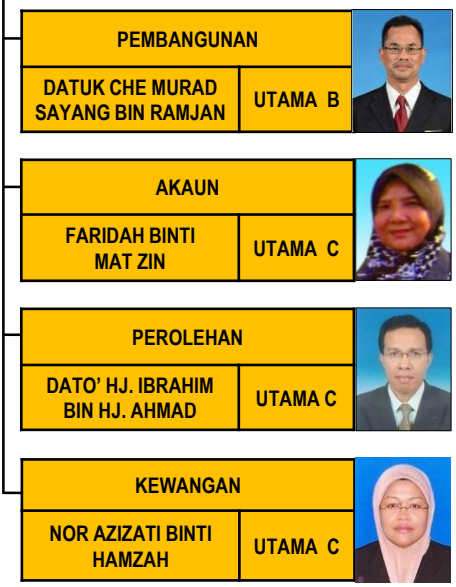 PEMBANGUNAN
DATUK CHE MURAD
SAYANG BIN RAMJAN
UTAMA B
AKAUN
FARIDAH BINTI
MAT ZIN
UTAMA C
PEROLEHAN
DATO’ HJ. IBRAHIM
BIN HJ. AHMAD
UTAMA C
KEWANGAN
NOR AZIZATI BINTI
HAMZAH
UTAMA C